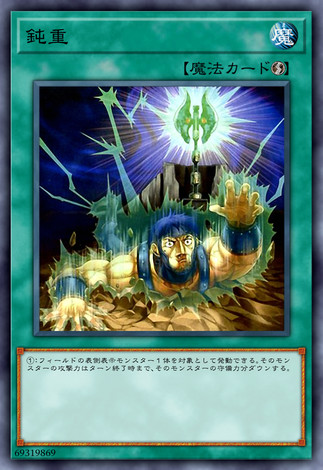 鈍重
魔
【魔法カード】
①:フィールドの表側表示モンスター1体を対象として発動できる。そのモン
スターの攻撃力はターン終了時まで、そのモンスターの守備力分ダウンする。
69319869